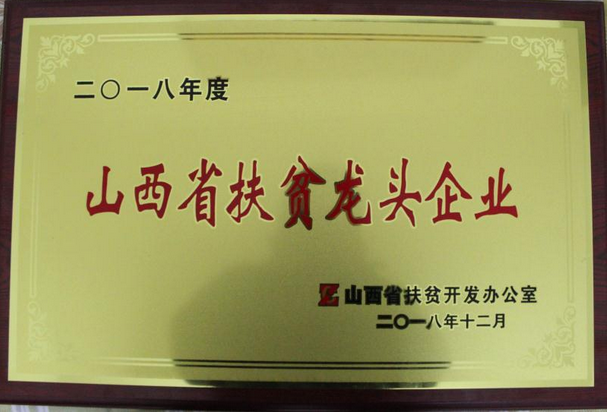 二〇一八年度
山西省扶贫龙头企业
山西省扶贫开发办公室
二〇一八年十二月